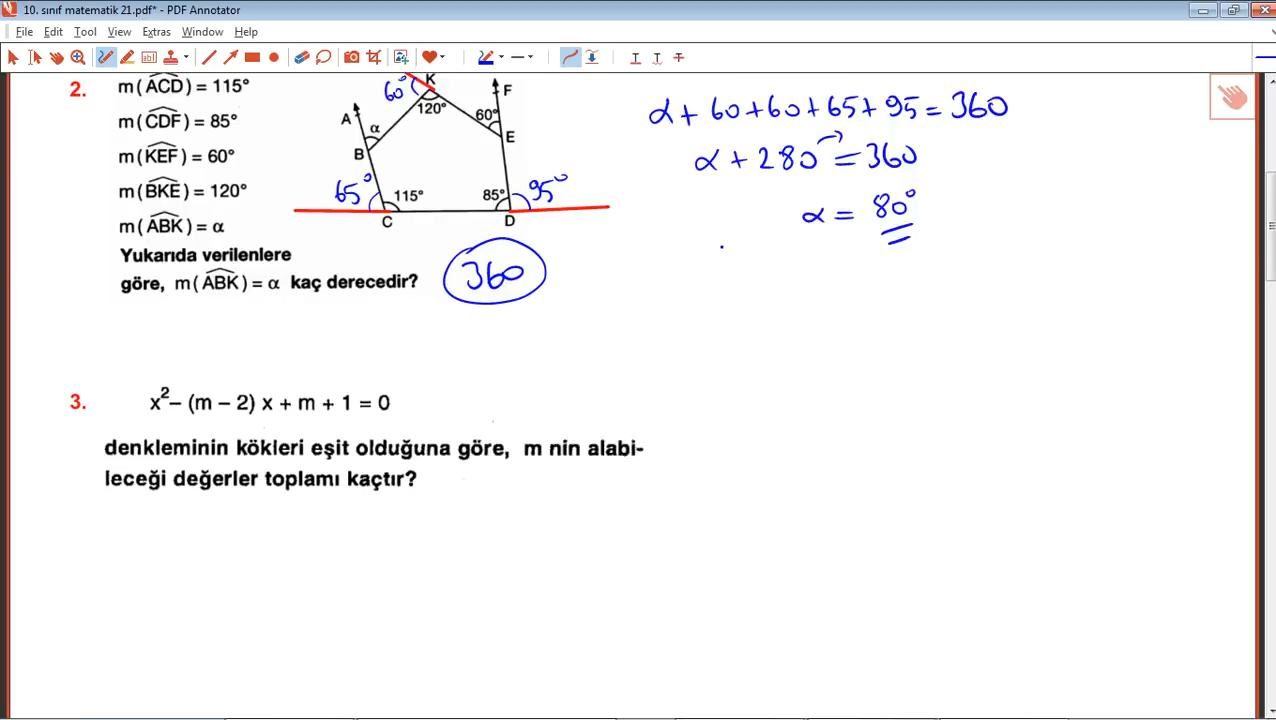 10. sınıf matematik 21.pdf* - PDF Annotator
File Edit Tool View Extras Window Help
2.
m(ACD) = 115°
m(CDF) = 85°
m(KEF) = 60°
m(BKE) = 120°
m(ABK) = α
Yukarıda verilenlere
göre, m(ABK) = α kaç derecedir?
K
60°
120°
F
A
α
60°
E
B
65°
115°
85°
95°
C
D
360
α + 60 + 60 + 65 + 95 = 360
α + 280 = 360
α = 80°
3.
x² – (m – 2) x + m + 1 = 0
denkleminin kökleri eşit olduğuna göre, m nin alabi-
leceği değerler toplamı kaçtır?